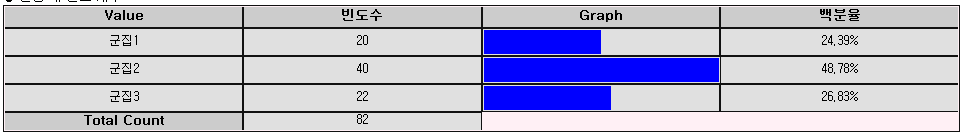 Value 빈도수 Graph 백분율
군집1 20 24,39%
군집2 40 48,78%
군집3 22 26,83%
Total Count 82